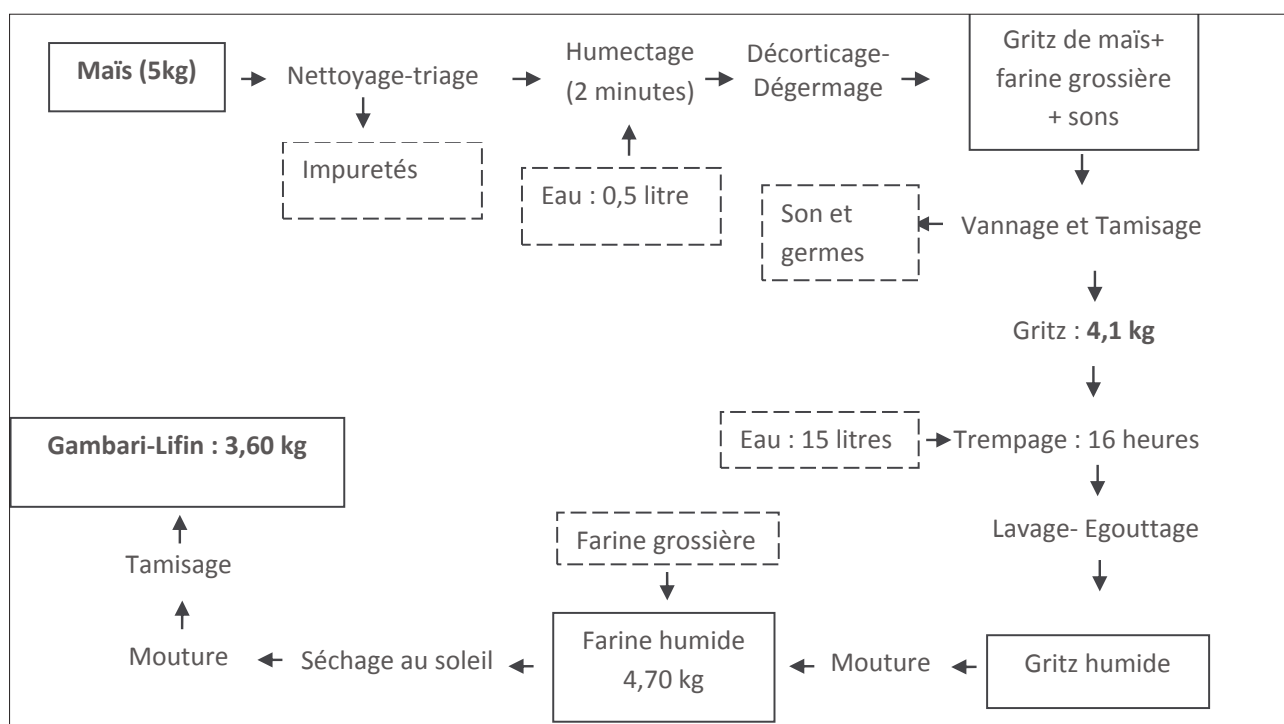 Maïs (5kg)
Nettoyage-triage
Impuretés
Humectage
(2 minutes)
Eau : 0,5 litre
Décorticage-
Dégermage
Gritz de maïs+
farine grossière
+ sons
Vannage et Tamisage
Son et
germes
Gritz : 4,1 kg
Eau : 15 litres
Trempage : 16 heures
Lavage- Egouttage
Gritz humide
Mouture
Farine grossière
Farine humide
4,70 kg
Séchage au soleil
Mouture
Tamisage
Gambari-Lifin : 3,60 kg